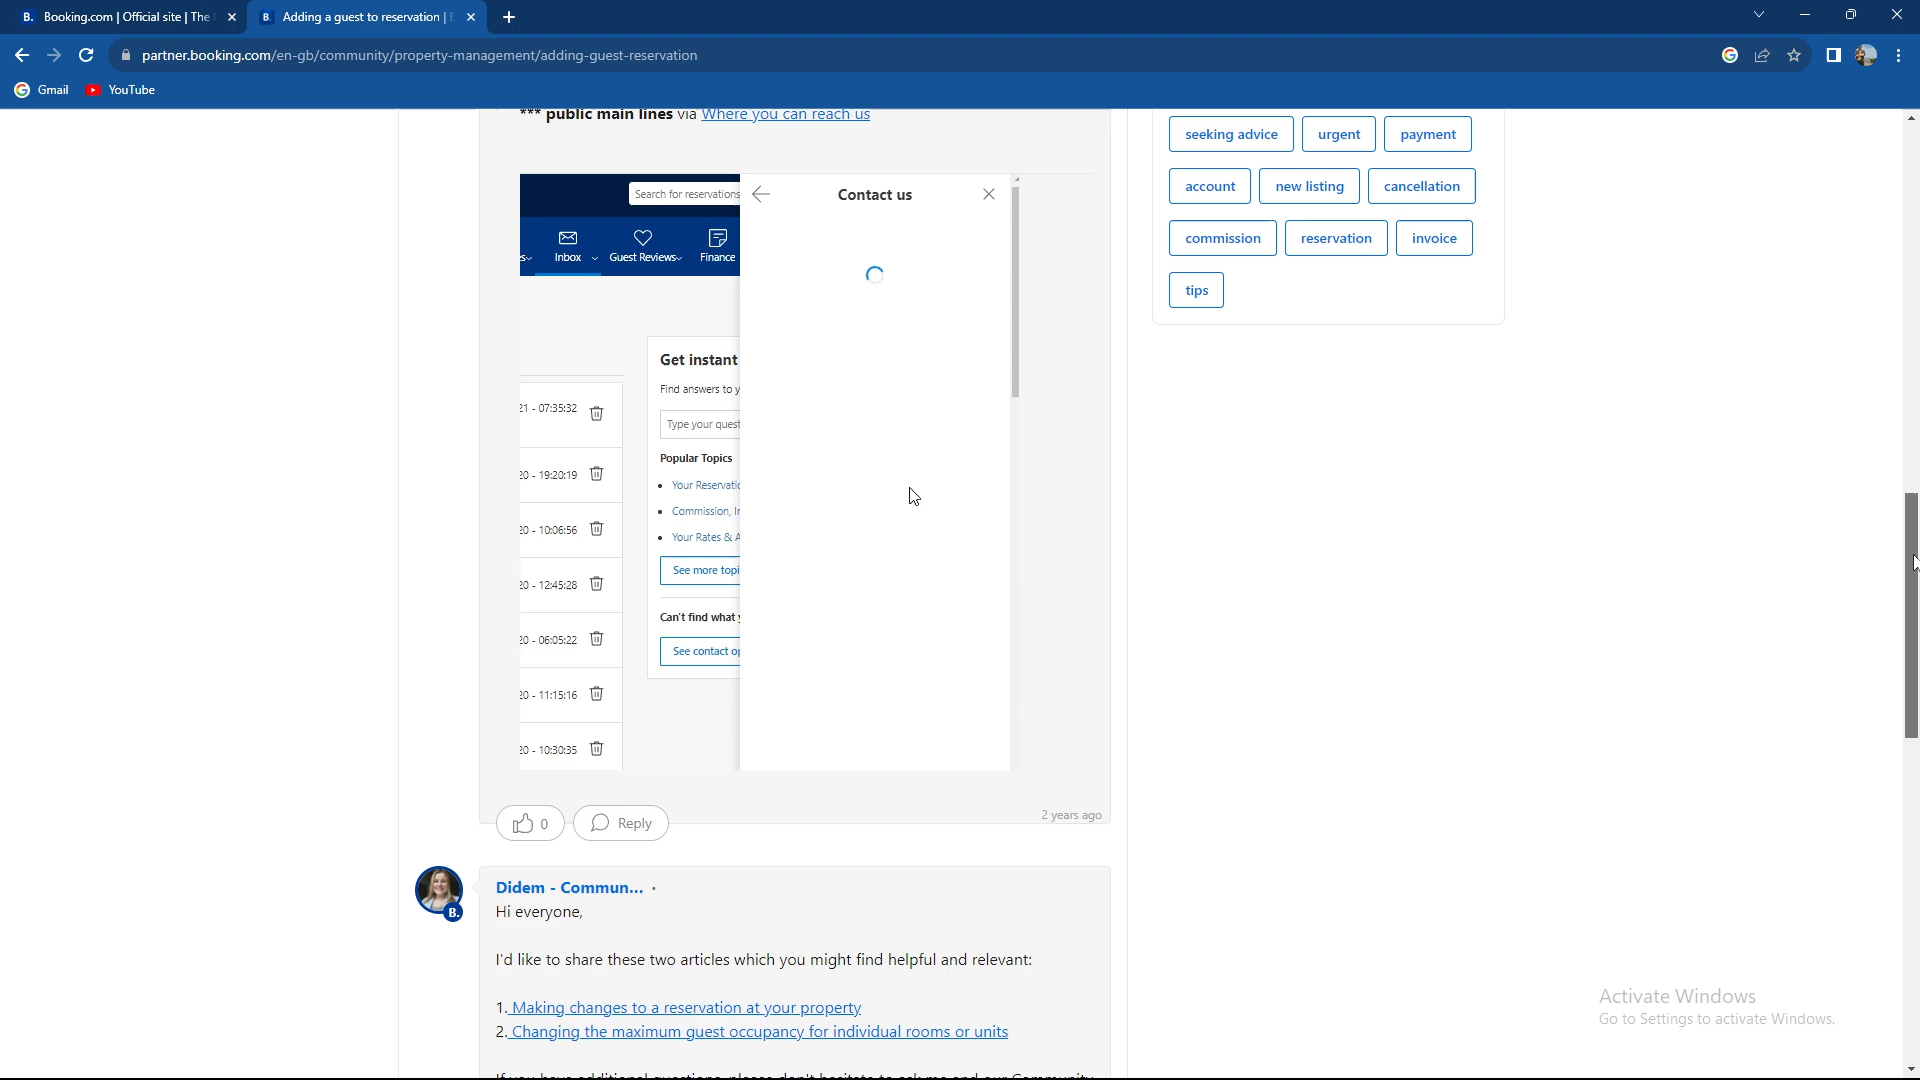 Booking.com | Official site | The
Adding a guest to reservation |
partner.booking.com/en-gb/community/property-management/adding-guest-reservation
Gmail
YouTube
*** public main lines via Where you can reach us
seeking advice
urgent
payment
account
new listing
cancellation
commission
reservation
invoice
tips
Search for reservations
Contact us
Inbox
Guest Reviews
Finance
Get instant
Find answers to y
21 - 07:35:32
Type your quest
Popular Topics
20 - 19:20:19
Your Reservatio
Commission, In
20 - 10:06:56
Your Rates & A
See more topi
20 - 12:45:28
Can't find what y
20 - 06:05:22
See contact op
20 - 11:15:16
20 - 10:30:35
0
Reply
2 years ago
Didem - Commun... ·
B.
Hi everyone,
I'd like to share these two articles which you might find helpful and relevant:
1. Making changes to a reservation at your property
2. Changing the maximum guest occupancy for individual rooms or units
Activate Windows
Go to Settings to activate Windows.